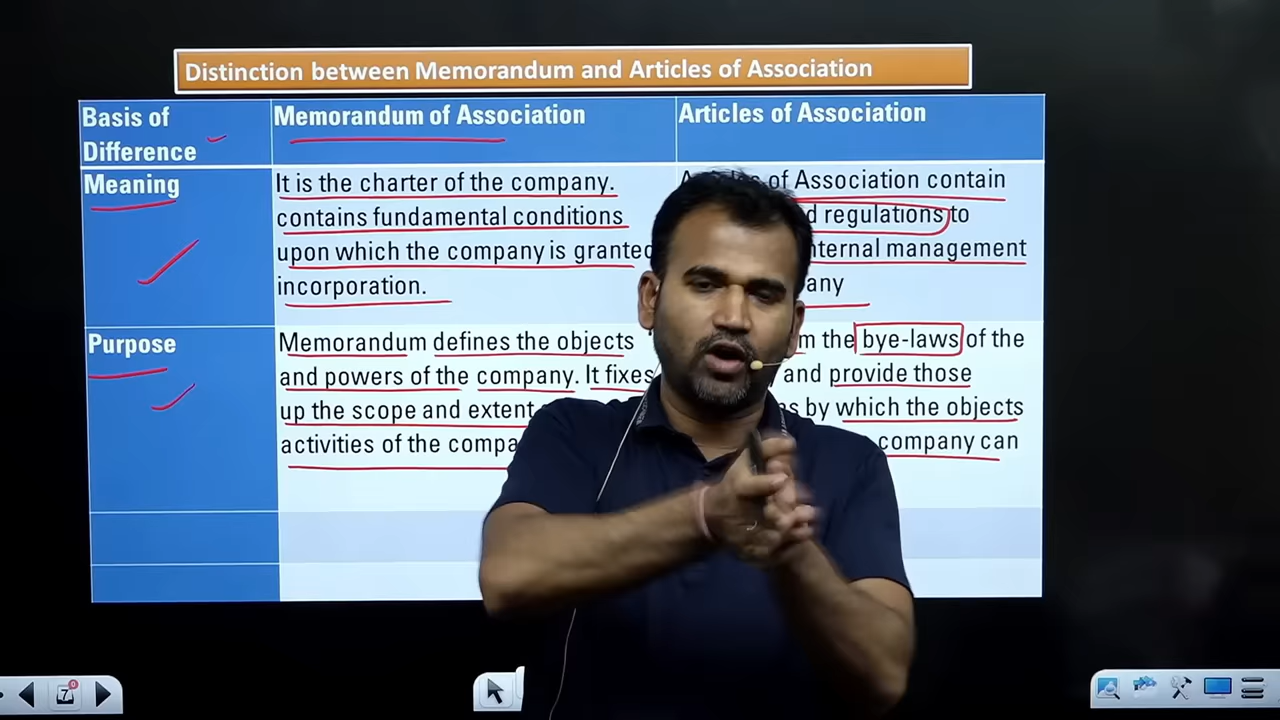 Distinction between Memorandum and Articles of Association
Basis of
Difference
Memorandum of Association
Articles of Association
Meaning
It is the charter of the company.
contains fundamental conditions
upon which the company is granted
incorporation.
of Association contain
regulations to
internal management
Purpose
Memorandum defines the objects
and powers of the company. It fixes
up the scope and extent
activities of the
the bye-laws of the
and provide those
by which the objects
company can
7
0